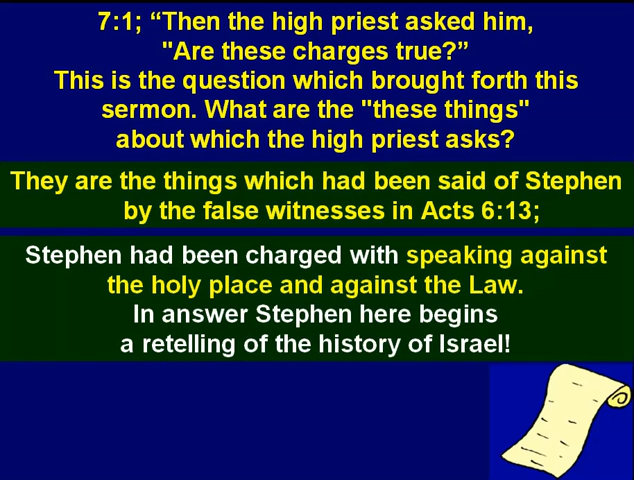 7:1; “Then the high priest asked him,
"Are these charges true?”
This is the question which brought forth this
sermon. What are the "these things"
about which the high priest asks?
They are the things which had been said of Stephen
by the false witnesses in Acts 6:13;
Stephen had been charged with speaking against
the holy place and against the Law.
In answer Stephen here begins
a retelling of the history of Israel!